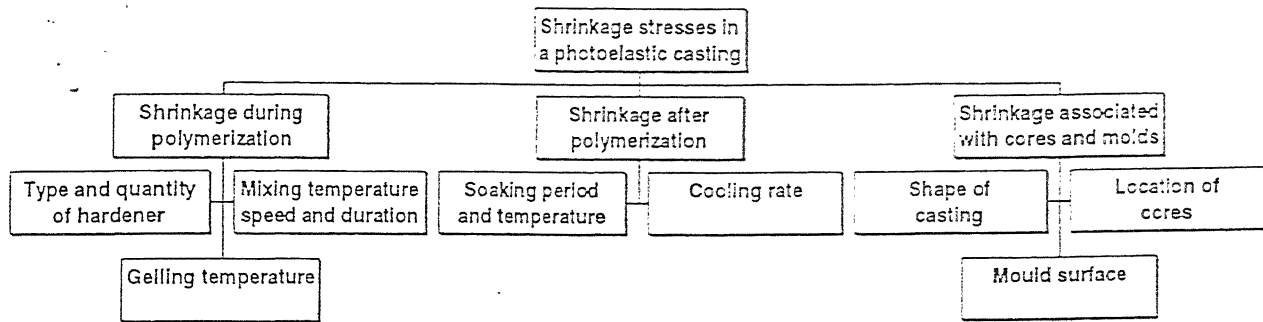 Shrinkage stresses in
a photoelastic casting
Shrinkage during
polymerization
Shrinkage after
polymerization
Shrinkage associated
with cores and molds
Type and quantity
of hardener
Mixing temperature
speed and duration
Soaking period
and temperature
Cooling rate
Shape of
casting
Location of
cores
Gelling temperature
Mould surface